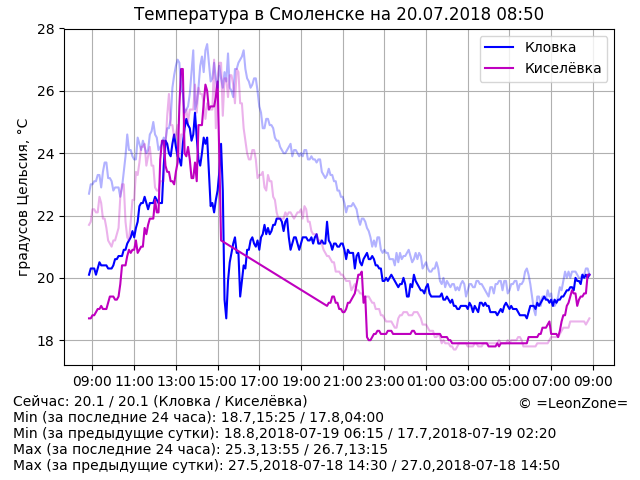 Температура в Смоленске на 20.07.2018 08:50
Кловка
Киселёвка
градусов Цельсия, °C
28
26
24
22
20
18
09:00 11:00 13:00 15:00 17:00 19:00 21:00 23:00 01:00 03:00 05:00 07:00 09:00
Сейчас: 20.1 / 20.1 (Кловка / Киселёвка)
© =LeonZone=
Min (за последние 24 часа): 18.7,15:25 / 17.8,04:00
Min (за предыдущие сутки): 18.8,2018-07-19 06:15 / 17.7,2018-07-19 02:20
Max (за последние 24 часа): 25.3,13:55 / 26.7,13:15
Max (за предыдущие сутки): 27.5,2018-07-18 14:30 / 27.0,2018-07-18 14:50